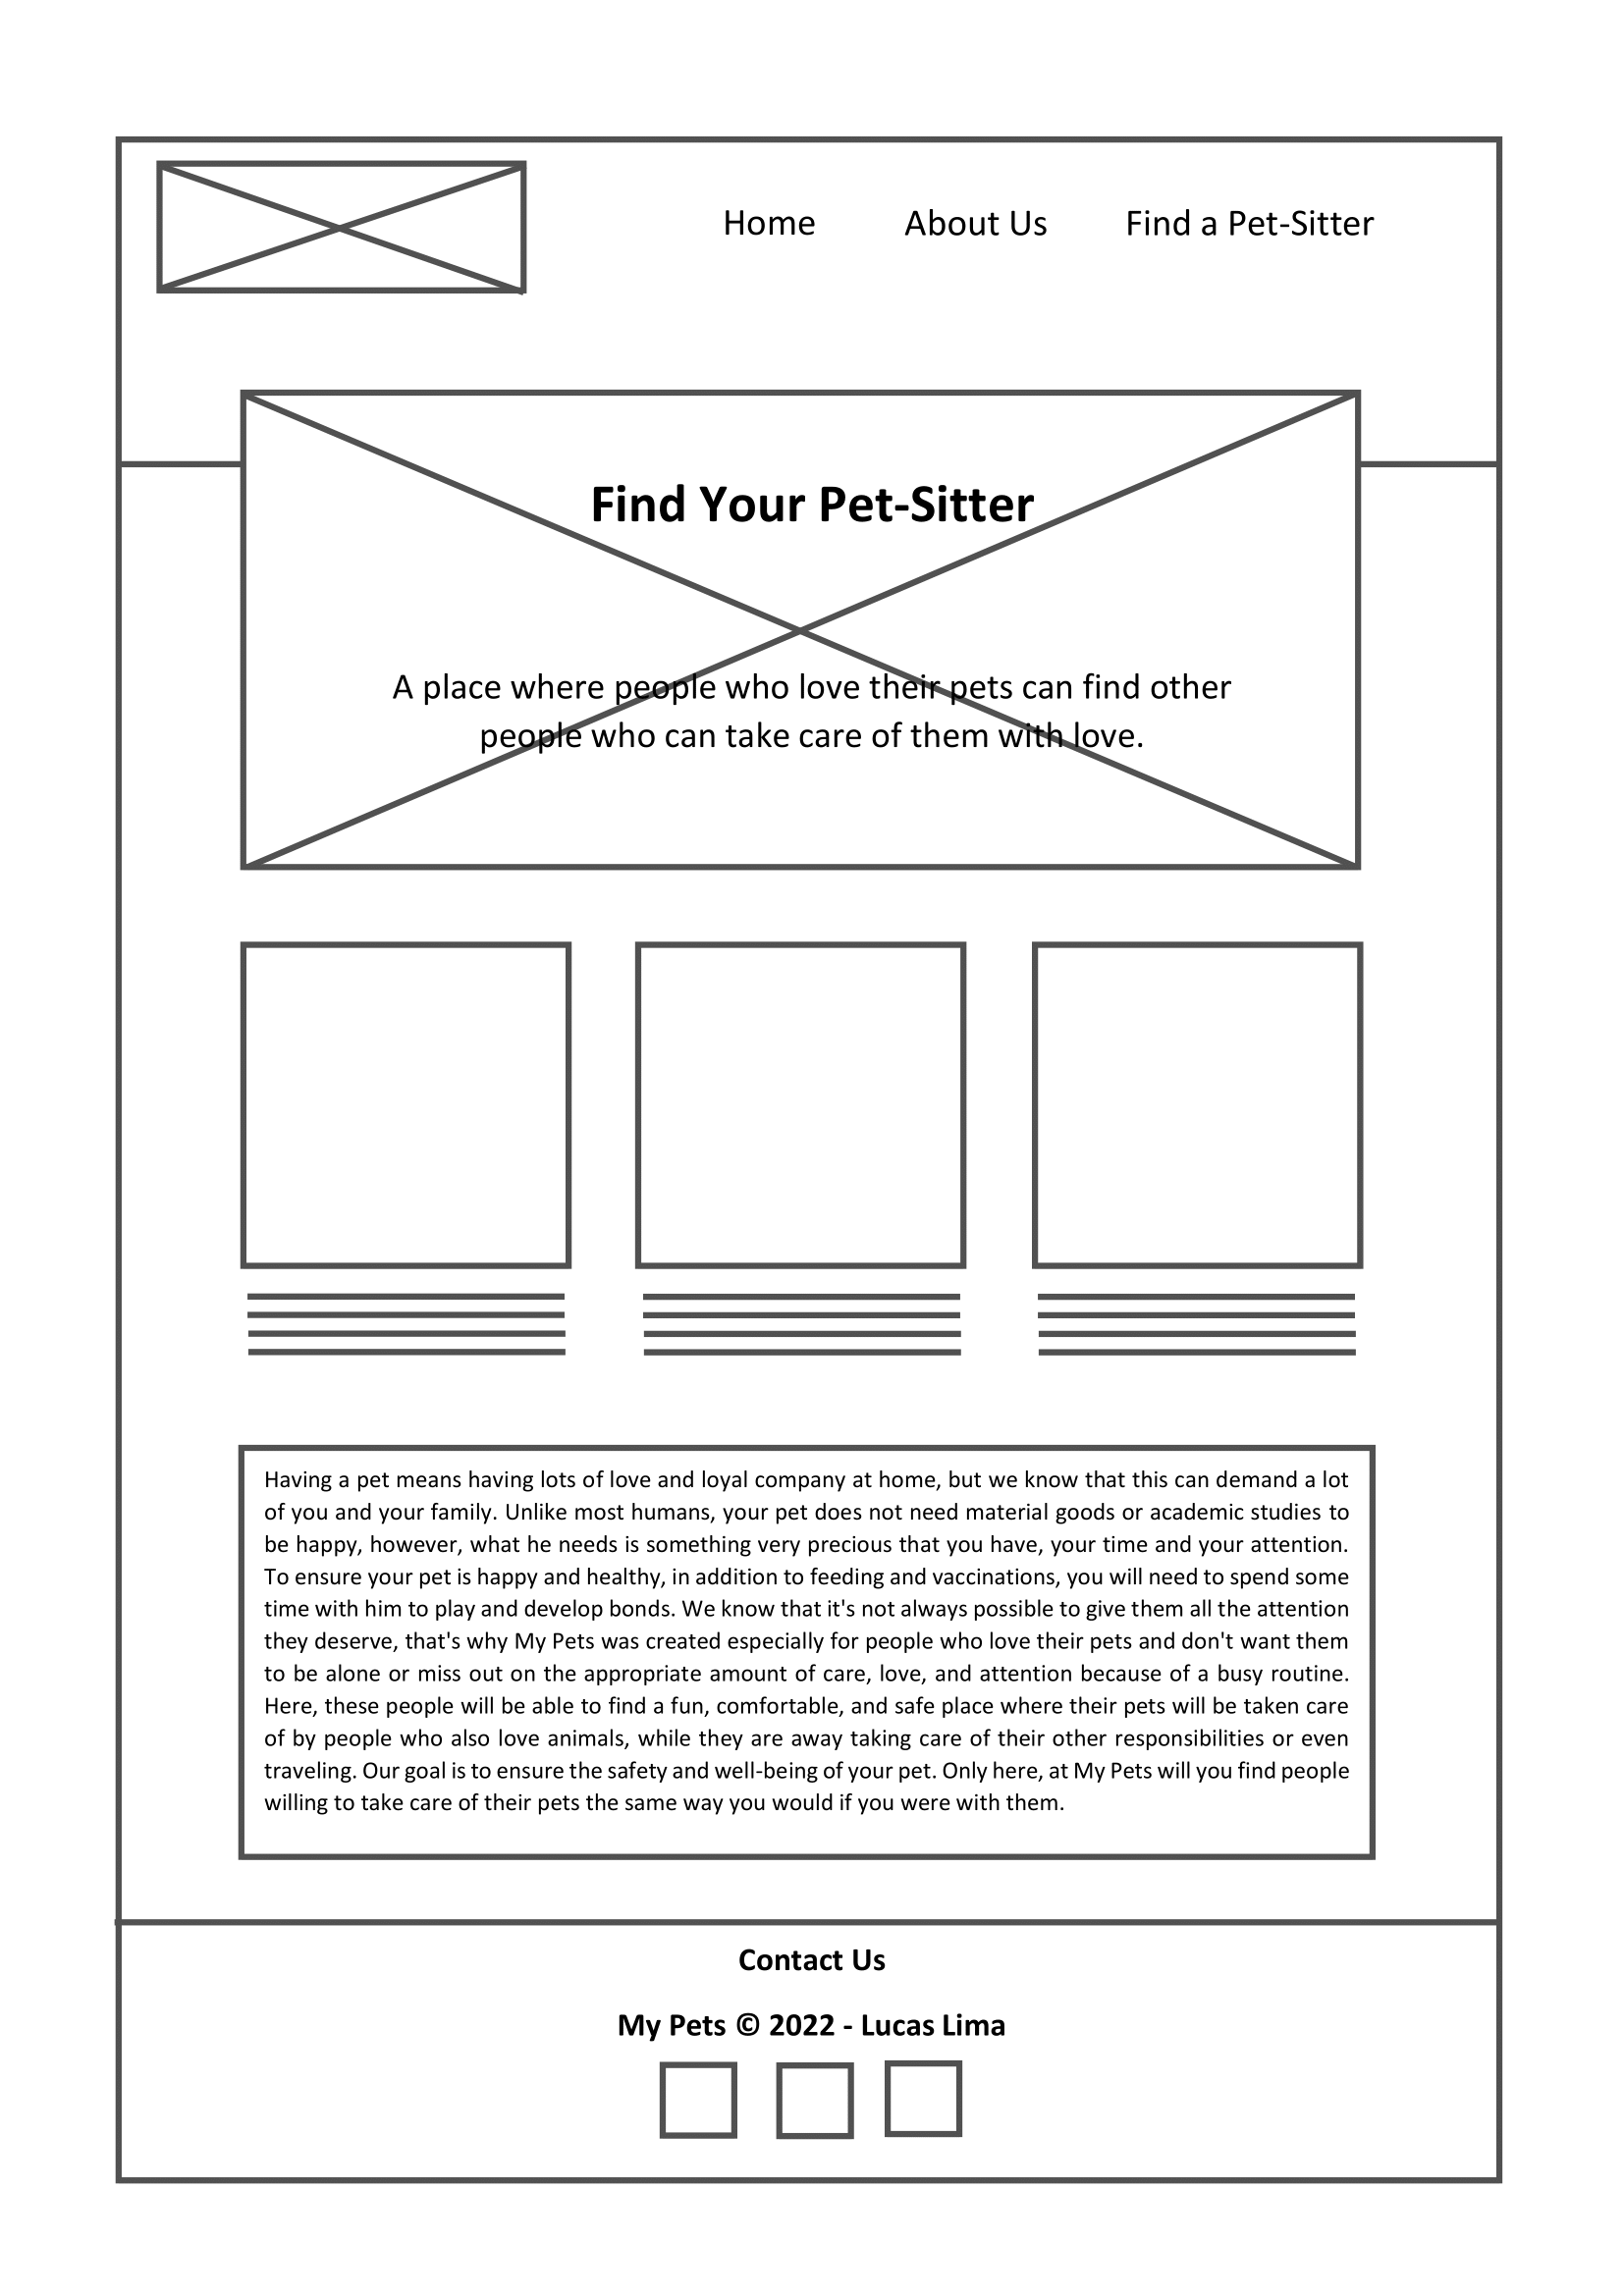 Home About Us Find a Pet-Sitter
Find Your Pet-Sitter
A place where people who love their pets can find other
people who can take care of them with love.
Having a pet means having lots of love and loyal company at home, but we know that this can demand a lot
of you and your family. Unlike most humans, your pet does not need material goods or academic studies to
be happy, however, what he needs is something very precious that you have, your time and your attention.
To ensure your pet is happy and healthy, in addition to feeding and vaccinations, you will need to spend some
time with him to play and develop bonds. We know that it's not always possible to give them all the attention
they deserve, that's why My Pets was created especially for people who love their pets and don't want them
to be alone or miss out on the appropriate amount of care, love, and attention because of a busy routine.
Here, these people will be able to find a fun, comfortable, and safe place where their pets will be taken care
of by people who also love animals, while they are away taking care of their other responsibilities or even
traveling. Our goal is to ensure the safety and well-being of your pet. Only here, at My Pets will you find people
willing to take care of their pets the same way you would if you were with them.
Contact Us
My Pets © 2022 - Lucas Lima